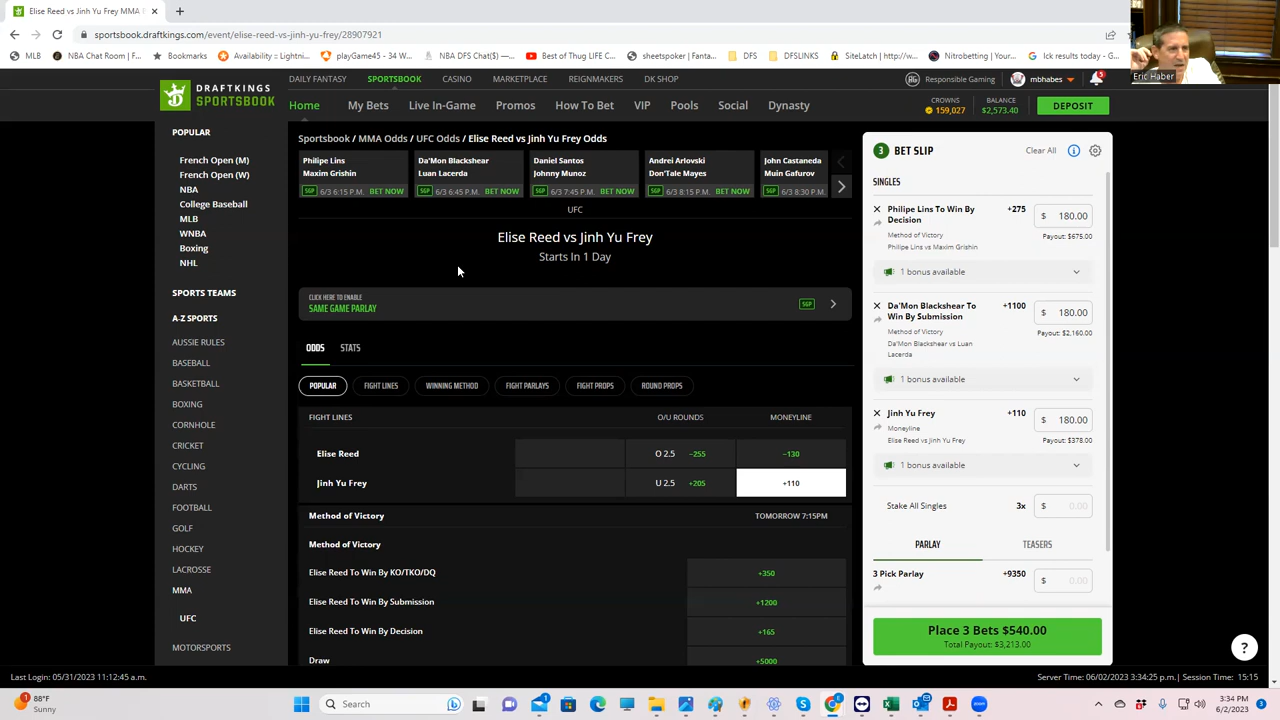 Elise Reed vs Jinh Yu Frey MMA F
sportsbook.draftkings.com/event/elise-reed-vs-jinh-yu-frey/28907921
MLB
NBA Chat Room | F...
Bookmarks
Availability :: Lightni...
playGame45 - 34 W...
NBA DFS Chat($) -...
Best of Thug LIFE C...
sheetspoker | Twitt...
DFS
DFSLINKS
SiteLatch | http://w...
Nitrobetting | Your...
Ick results today - G...
Eric Haber
DRAFTKINGS
SPORTSBOOK
DAILY FANTASY
SPORTSBOOK
CASINO
MARKETPLACE
REIGNMAKERS
DK SHOP
Responsible Gaming
mbhabes
5
Home
My Bets
Live In-Game
Promos
How To Bet
VIP
Pools
Social
Dynasty
CROWNS
159,027
BALANCE
$2,573.40
DEPOSIT
POPULAR
French Open (M)
French Open (W)
NBA
College Baseball
MLB
WNBA
Boxing
NHL
SPORTS TEAMS
A-Z SPORTS
AUSSIE RULES
BASEBALL
BASKETBALL
BOXING
CORNHOLE
CRICKET
CYCLING
DARTS
FOOTBALL
GOLF
HOCKEY
LACROSSE
MMA
UFC
MOTORSPORTS
Sportsbook / MMA Odds / UFC Odds / Elise Reed vs Jinh Yu Frey Odds
Philipe Lins
Maxim Grishin
SGP 6/3 6:15 P.M. BET NOW
Da'Mon Blackshear
Luan Lacerda
SGP 6/3 6:45 P.M. BET NOW
Daniel Santos
Johnny Munoz
SGP 6/3 7:45 P.M. BET NOW
Andrei Arlovski
Don'Tale Mayes
SGP 6/3 8:15 P.M. BET NOW
John Castaneda
Muin Gafurov
SGP 6/3 8:30 P.M.
UFC
Elise Reed vs Jinh Yu Frey
Starts In 1 Day
CLICK HERE TO ENABLE
SAME GAME PARLAY
SGP
ODDS
STATS
POPULAR
FIGHT LINES
WINNING METHOD
FIGHT PARLAYS
FIGHT PROPS
ROUND PROPS
FIGHT LINES
O/U ROUNDS
MONEYLINE
Elise Reed
O 2.5 −255
−130
Jinh Yu Frey
U 2.5 +205
+110
Method of Victory
TOMORROW 7:15PM
Method of Victory
Elise Reed To Win By KO/TKO/DQ
+350
Elise Reed To Win By Submission
+1200
Elise Reed To Win By Decision
+165
Draw
+5000
3 BET SLIP
Clear All
SINGLES
Philipe Lins To Win By
Decision
+275
$ 180.00
Method of Victory
Payout: $675.00
Philipe Lins vs Maxim Grishin
1 bonus available
Da'Mon Blackshear To
Win By Submission
+1100
$ 180.00
Method of Victory
Payout: $2,160.00
Da'Mon Blackshear vs Luan
Lacerda
1 bonus available
Jinh Yu Frey
+110
$ 180.00
Moneyline
Elise Reed vs Jinh Yu Frey
Payout: $378.00
1 bonus available
Stake All Singles
3x
$ 0.00
PARLAY
TEASERS
3 Pick Parlay
+9350
$ 0.00
Place 3 Bets $540.00
Total Payout: $3,213.00
?
Last Login: 05/31/2023 11:12:45 a.m.
Server Time: 06/02/2023 3:34:25 p.m. | Session Time: 15:15
88°F
Sunny
Search
3:34 PM
6/2/2023
3